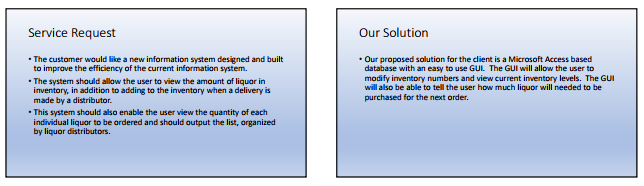 Service Request
• The customer would like a new information system designed and built
to improve the efficiency of the current information system.
• The system should allow the user to view the amount of liquor in
inventory, in addition to adding to the inventory when a delivery is
made by a distributor.
• This system should also enable the user view the quantity of each
individual liquor to be ordered and should output the list, organized
by liquor distributors.
Our Solution
• Our proposed solution for the client is a Microsoft Access based
database with an easy to use GUI. The GUI will allow the user to
modify inventory numbers and view current inventory levels. The GUI
will also be able to tell the user how much liquor will needed to be
purchased for the next order.